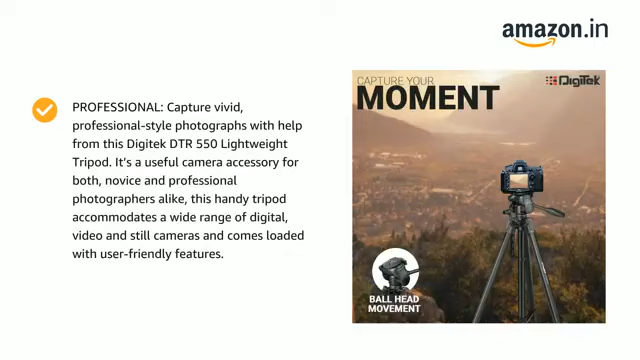 amazon.in
PROFESSIONAL: Capture vivid,
professional-style photographs with help
from this Digitek DTR 550 Lightweight
Tripod. It's a useful camera accessory for
both, novice and professional
photographers alike, this handy tripod
accommodates a wide range of digital,
video and still cameras and comes loaded
with user-friendly features.
CAPTURE YOUR
MOMENT
DIGITEK
BALL HEAD
MOVEMENT